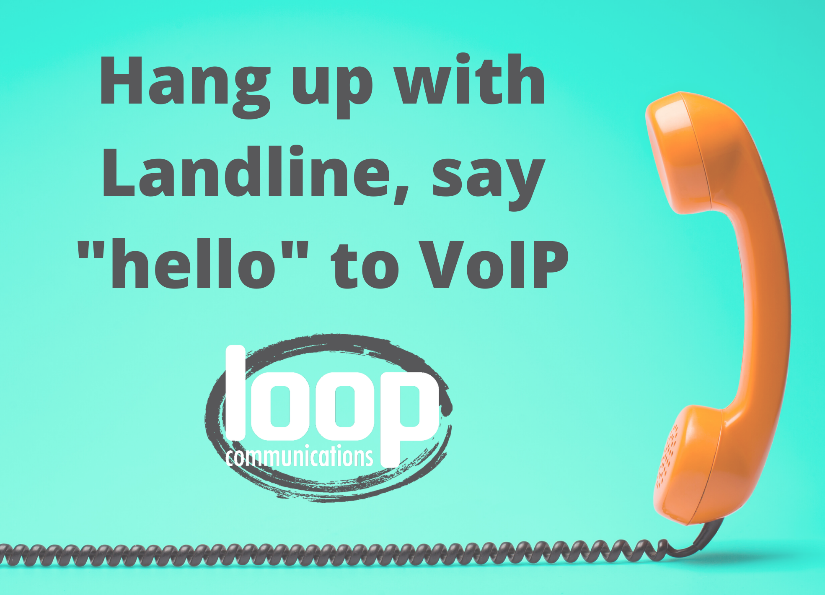 Hang up with
Landline, say
"hello" to VoIP
loop
communications